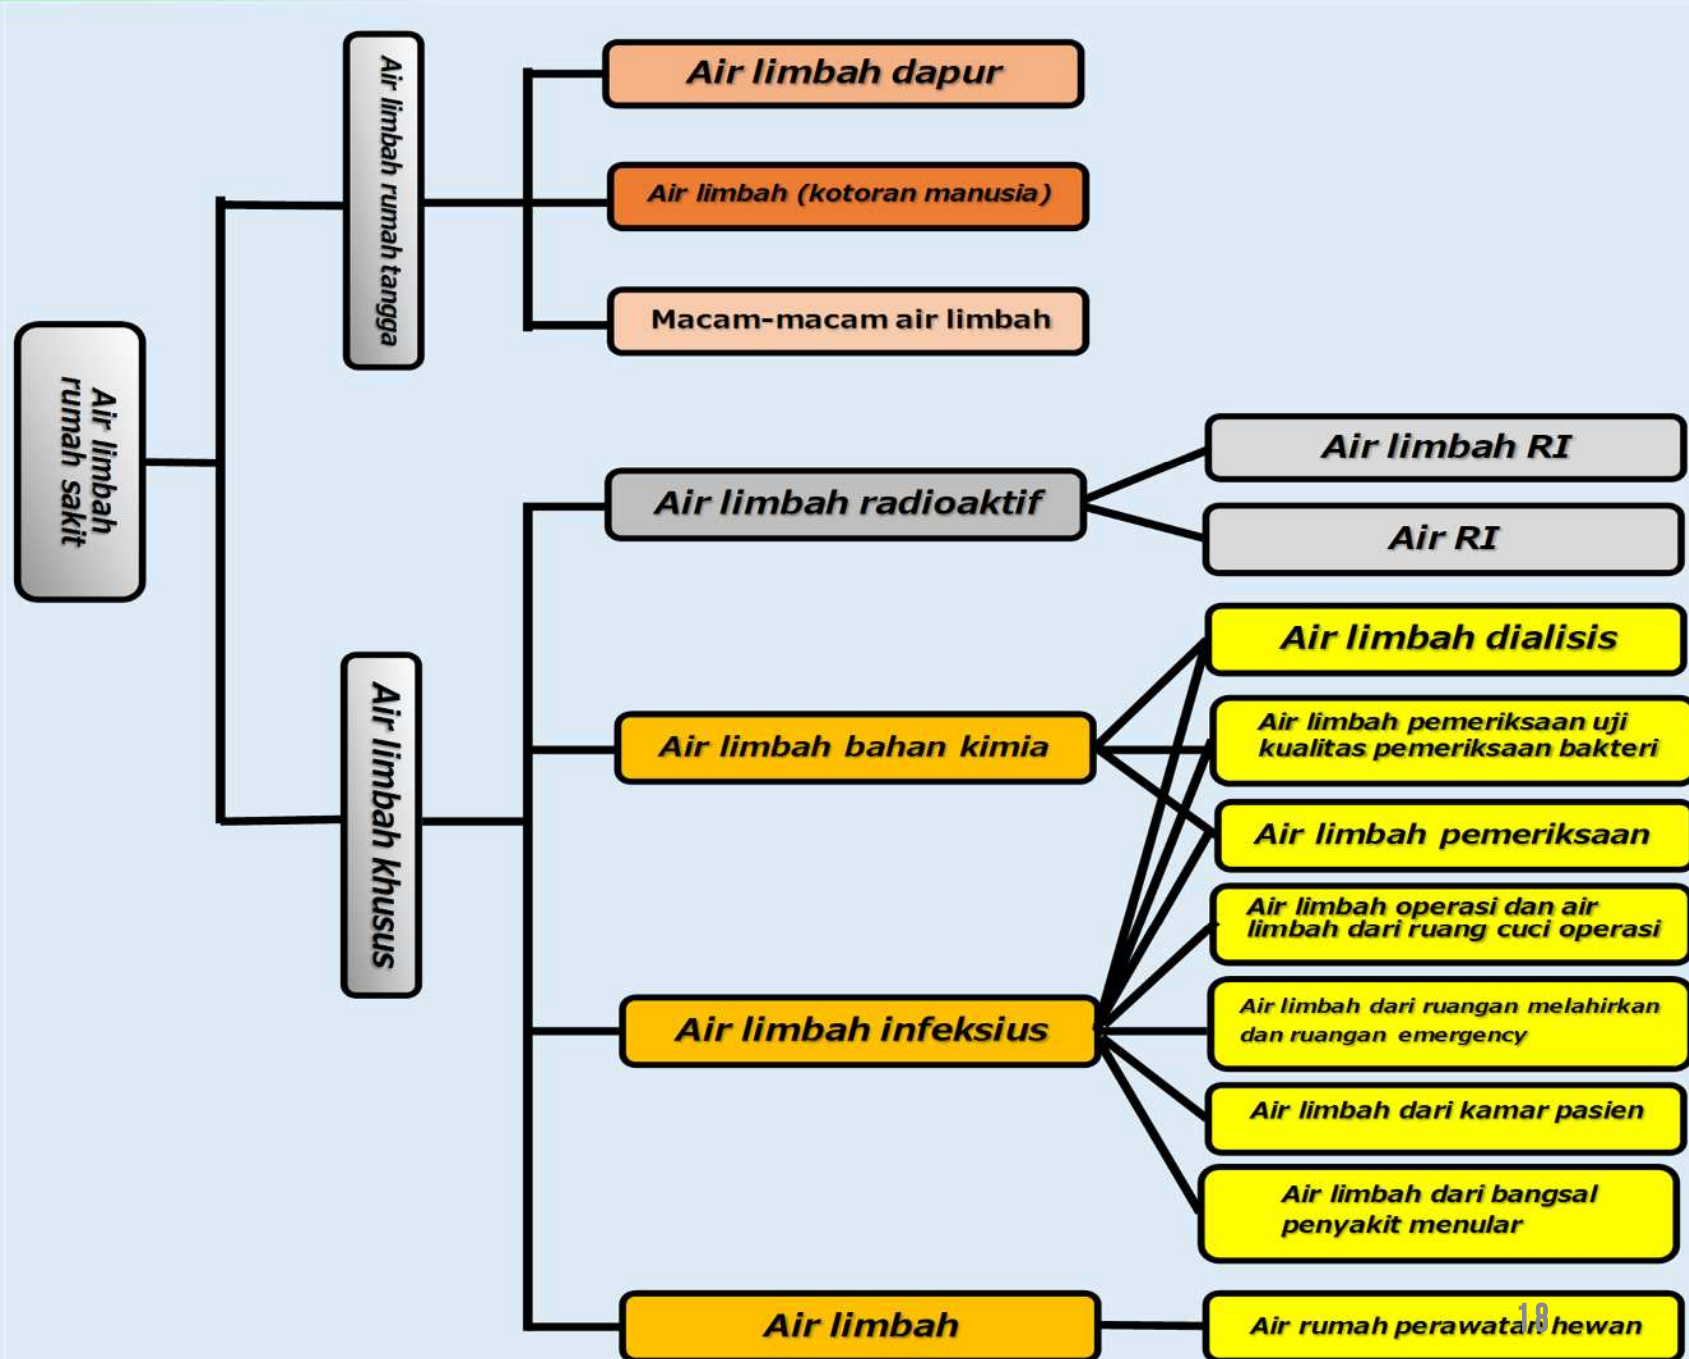 Air limbah
rumah sakit
Air limbah rumah tangga
Air limbah dapur
Air limbah (kotoran manusia)
Macam-macam air limbah
Air limbah khusus
Air limbah radioaktif
Air limbah RI
Air RI
Air limbah bahan kimia
Air limbah dialisis
Air limbah pemeriksaan uji
kualitas pemeriksaan bakteri
Air limbah pemeriksaan
Air limbah infeksius
Air limbah operasi dan air
limbah dari ruang cuci operasi
Air limbah dari ruangan melahirkan
dan ruangan emergency
Air limbah dari kamar pasien
Air limbah dari bangsal
penyakit menular
Air limbah
Air rumah perawatan hewan
18